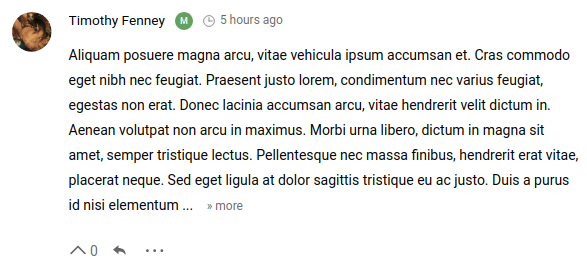 Timothy Fenney M 5 hours ago
Aliquam posuere magna arcu, vitae vehicula ipsum accumsan et. Cras commodo
eget nibh nec feugiat. Praesent justo lorem, condimentum nec varius feugiat,
egestas non erat. Donec lacinia accumsan arcu, vitae hendrerit velit dictum in.
Aenean volutpat non arcu in maximus. Morbi urna libero, dictum in magna sit
amet, semper tristique lectus. Pellentesque nec massa finibus, hendrerit erat vitae,
placerat neque. Sed eget ligula at dolor sagittis tristique eu ac justo. Duis a purus
id nisi elementum ... » more
0